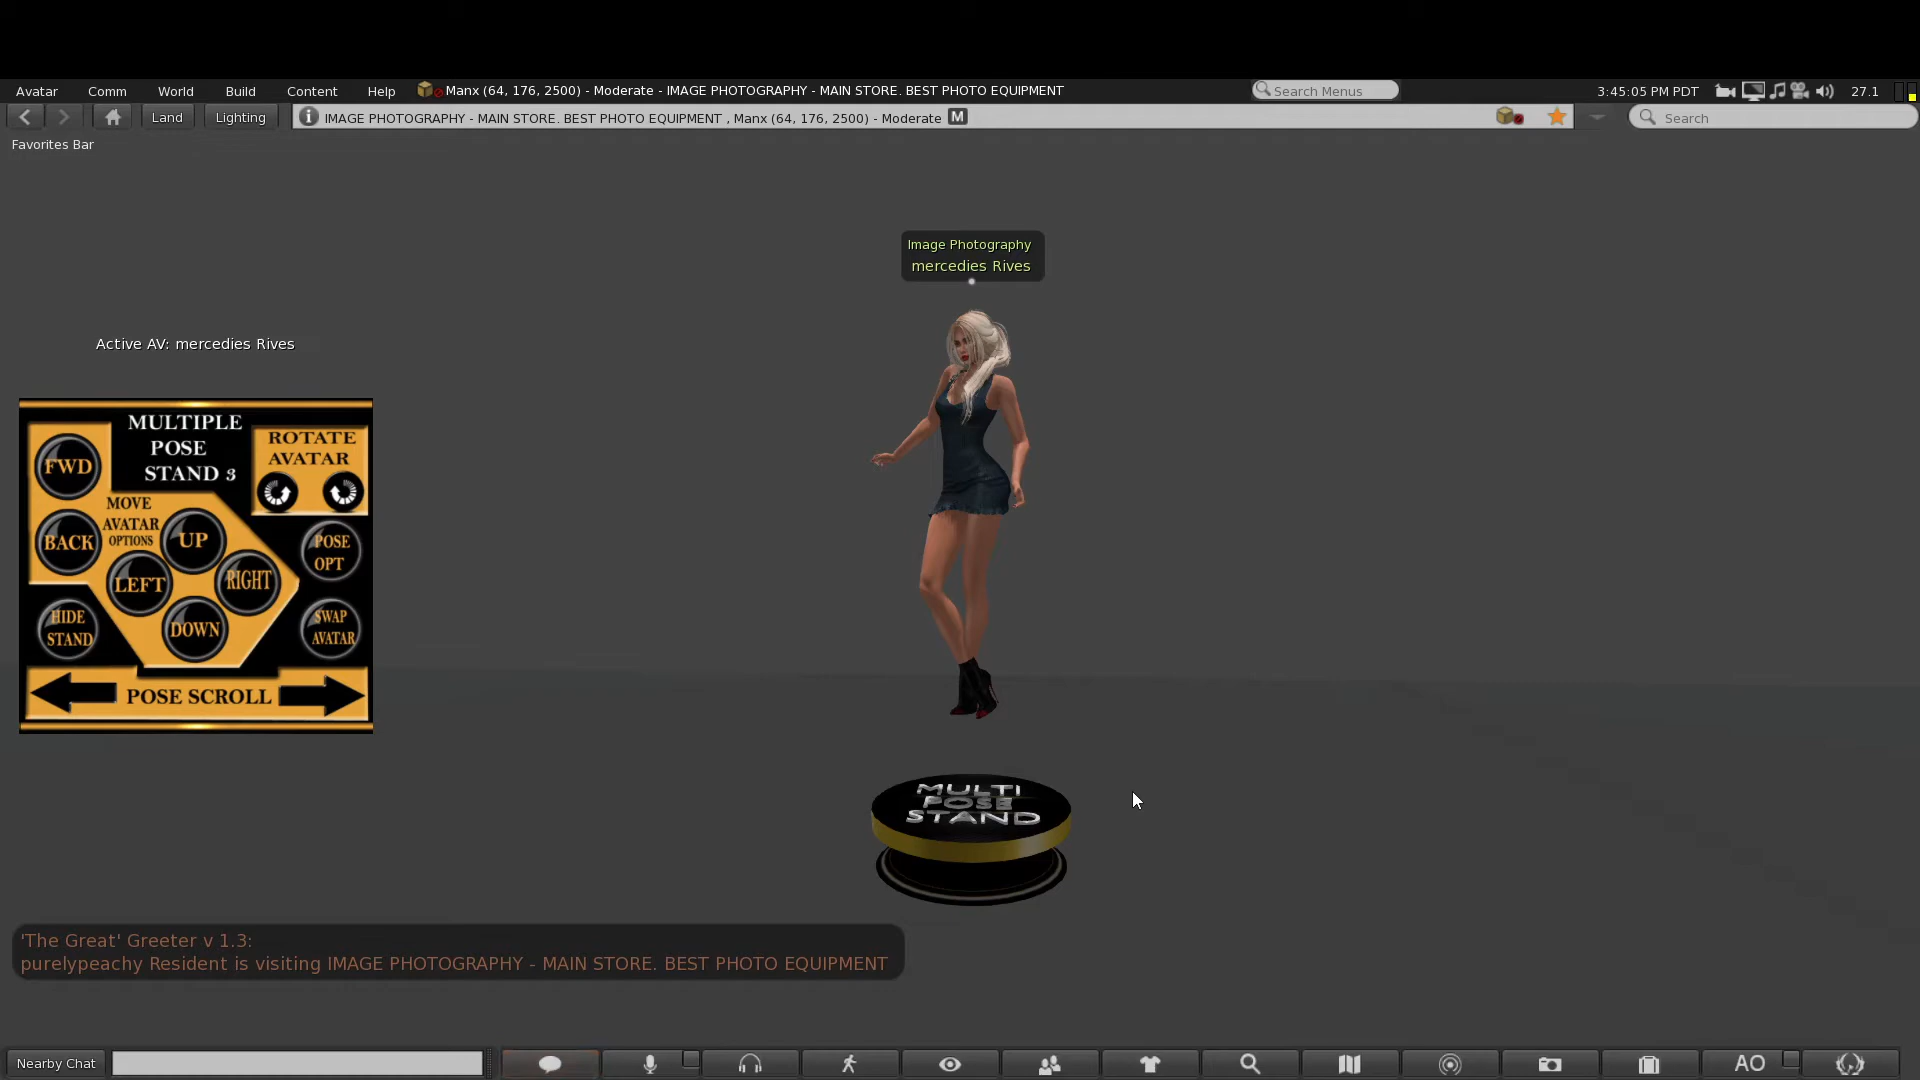 Avatar Comm World Build Content Help Manx (64, 176, 2500) - Moderate - IMAGE PHOTOGRAPHY - MAIN STORE. BEST PHOTO EQUIPMENT Search Menus 3:45:05 PM PDT 27.1
Land Lighting IMAGE PHOTOGRAPHY - MAIN STORE. BEST PHOTO EQUIPMENT , Manx (64, 176, 2500) - Moderate M Search
Favorites Bar
Image Photography
mercedies Rives
Active AV: mercedies Rives
MULTIPLE
POSE
STAND 3
ROTATE
AVATAR
FWD
MOVE
AVATAR
OPTIONS
BACK
UP
POSE
OPT
LEFT
RIGHT
HIDE
STAND
DOWN
SWAP
AVATAR
POSE SCROLL
MULTI
POSE
STAND
'The Great' Greeter v 1.3:
purelypeachy Resident is visiting IMAGE PHOTOGRAPHY - MAIN STORE. BEST PHOTO EQUIPMENT
Nearby Chat AO